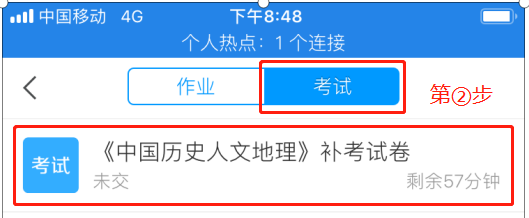 中国移动 4G 下午8:48
个人热点：1 个连接
作业 考试 第②步
考试 《中国历史人文地理》补考试卷
未交 剩余57分钟